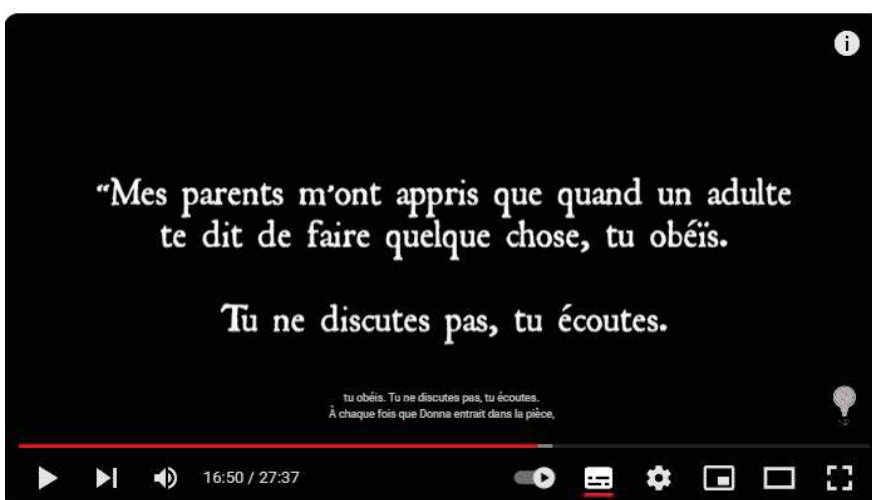 “Mes parents m’ont appris que quand un adulte
te dit de faire quelque chose, tu obéïs.
Tu ne discutes pas, tu écoutes.
tu obéis. Tu ne discutes pas, tu écoutes.
À chaque fois que Donna entrait dans la pièce,
16:50 / 27:37